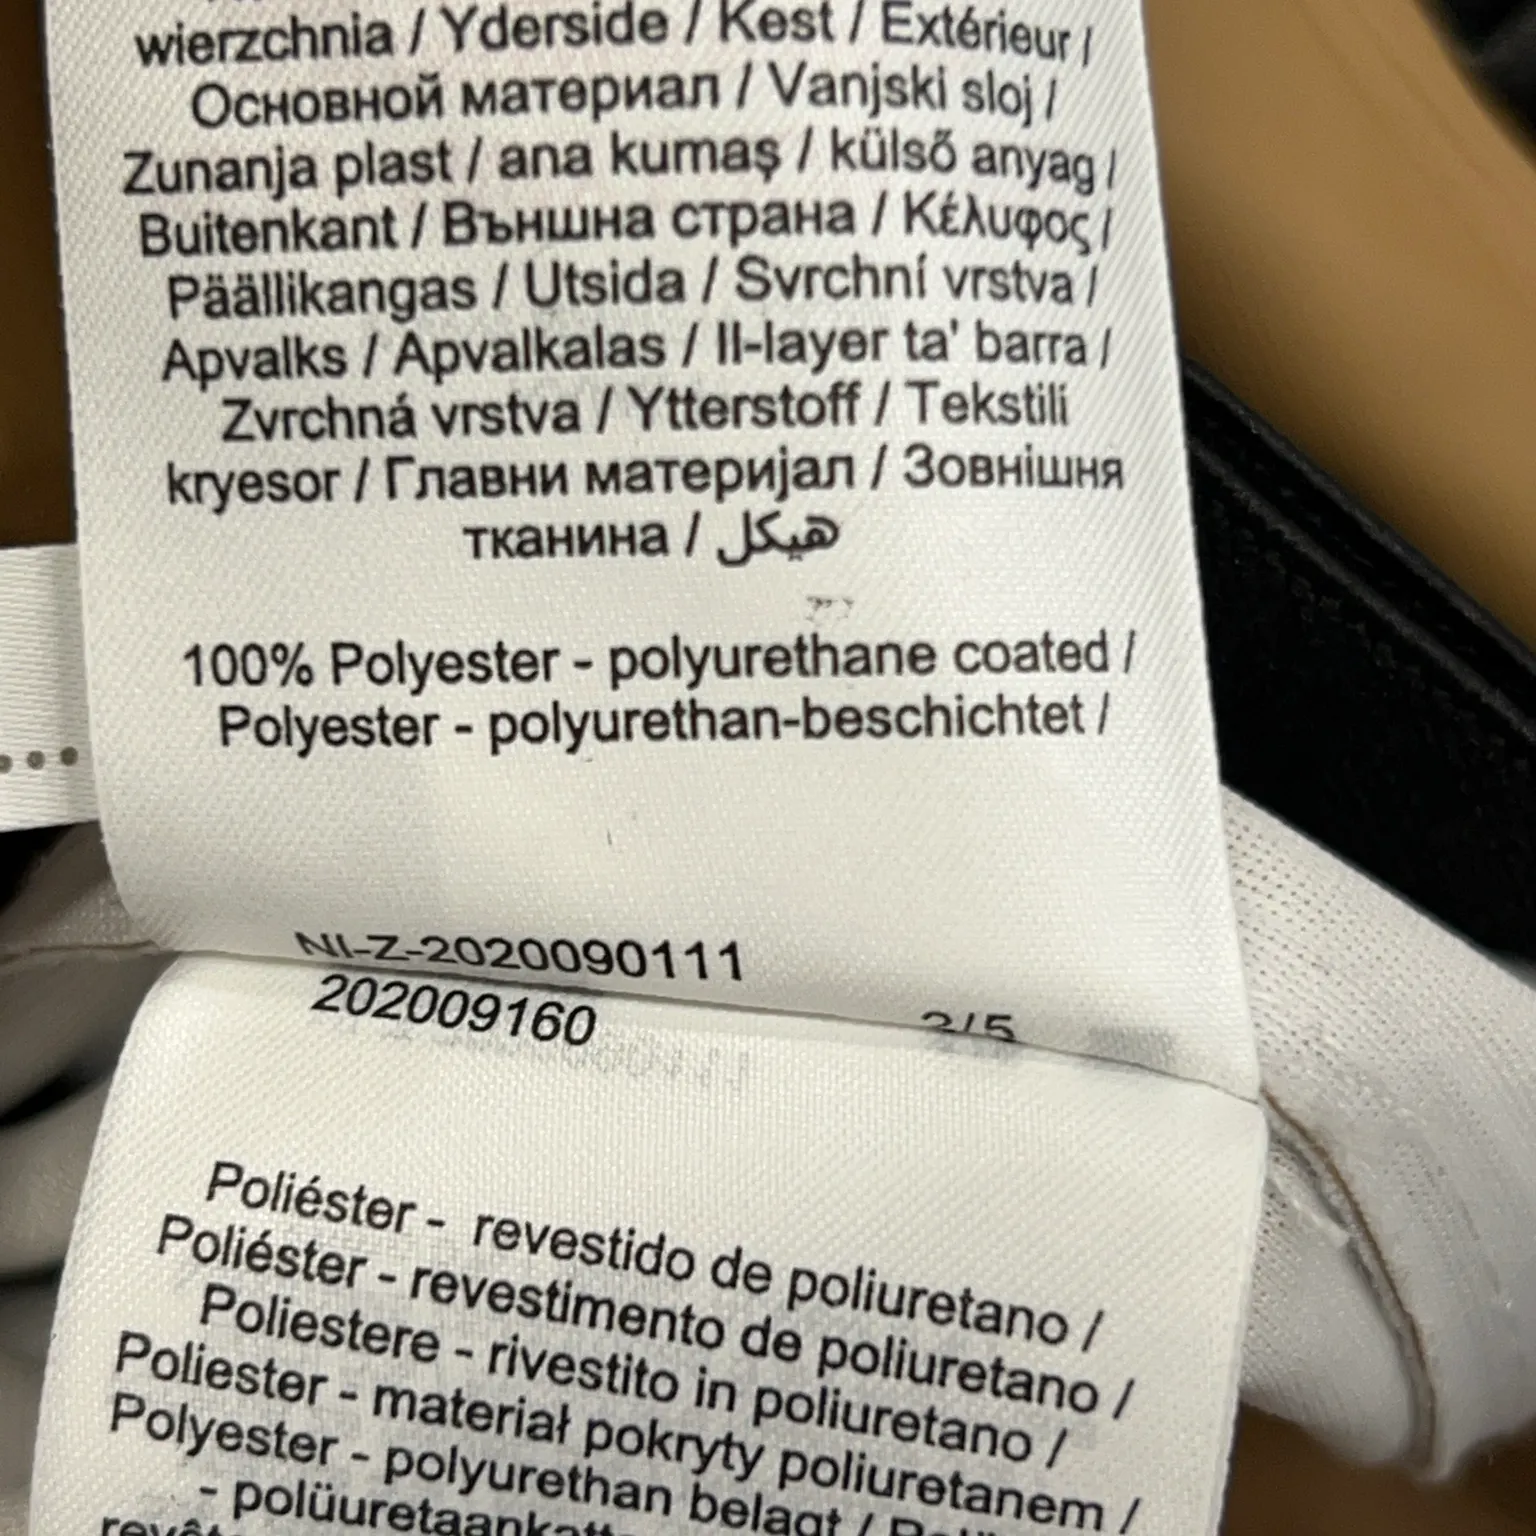 wierzchnia / Yderside / Kest / Extérieur /
Основной материал / Vanjski sloj /
Zunanja plast / ana kumaş / külső anyag /
Buitenkant / Външна страна / Κέλυφος /
Päällikangas / Utsida / Svrchní vrstva /
Apvalks / Apvalkalas / Il-layer ta' barra /
Zvrchná vrstva / Ytterstoff / Tekstili
kryesor / Главни материјал / Зовнішня
тканина / هيكل
100% Polyester - polyurethane coated /
Polyester - polyurethan-beschichtet /
NI-Z-2020090111
202009160 2/5
Poliéster - revestido de poliuretano /
Poliéster - revestimento de poliuretano /
Poliestere - rivestito in poliuretano /
Poliester - materiał pokryty poliuretanem /
Polyester - polyurethan belagt /